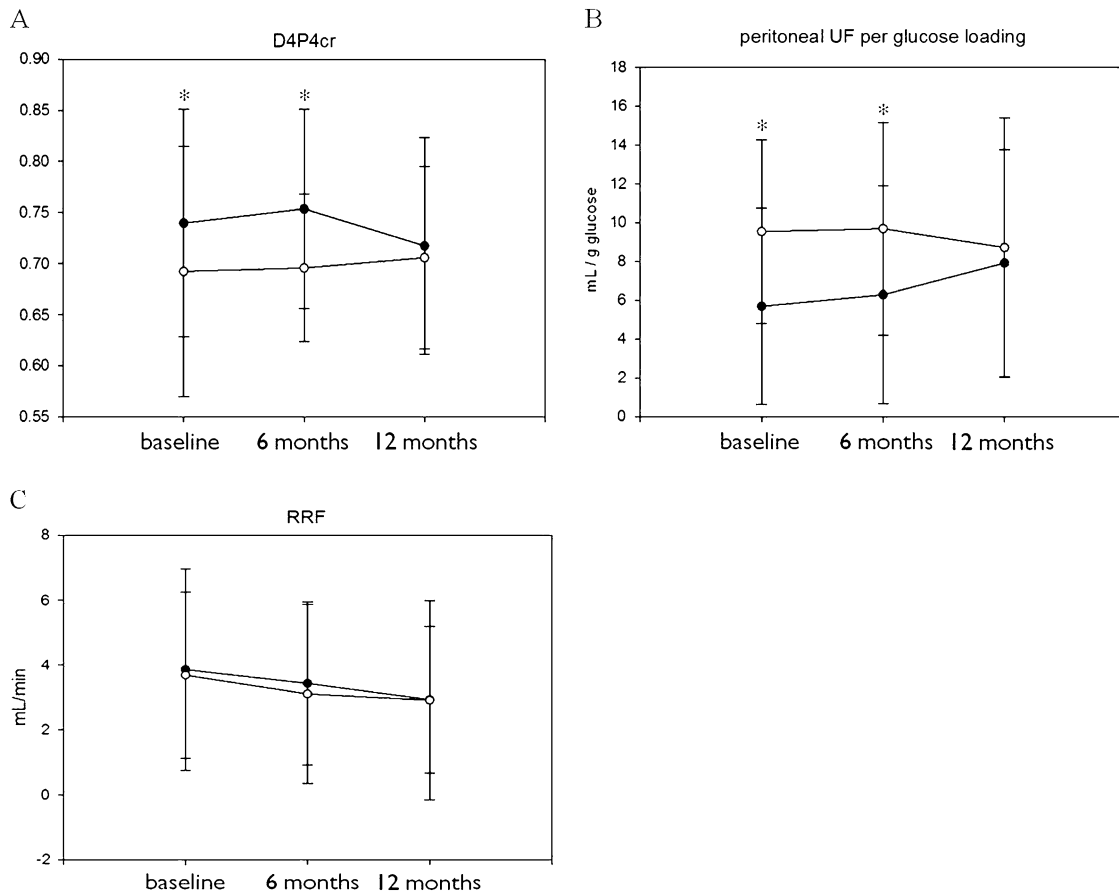 A
D4P4cr
0.90
0.85
0.80
0.75
0.70
0.65
0.60
0.55
* *
baseline 6 months 12 months
B
peritoneal UF per glucose loading
mL / g glucose
18
16
14
12
10
8
6
4
2
0
* *
baseline 6 months 12 months
C
RRF
mL/min
8
6
4
2
0
-2
baseline 6 months 12 months